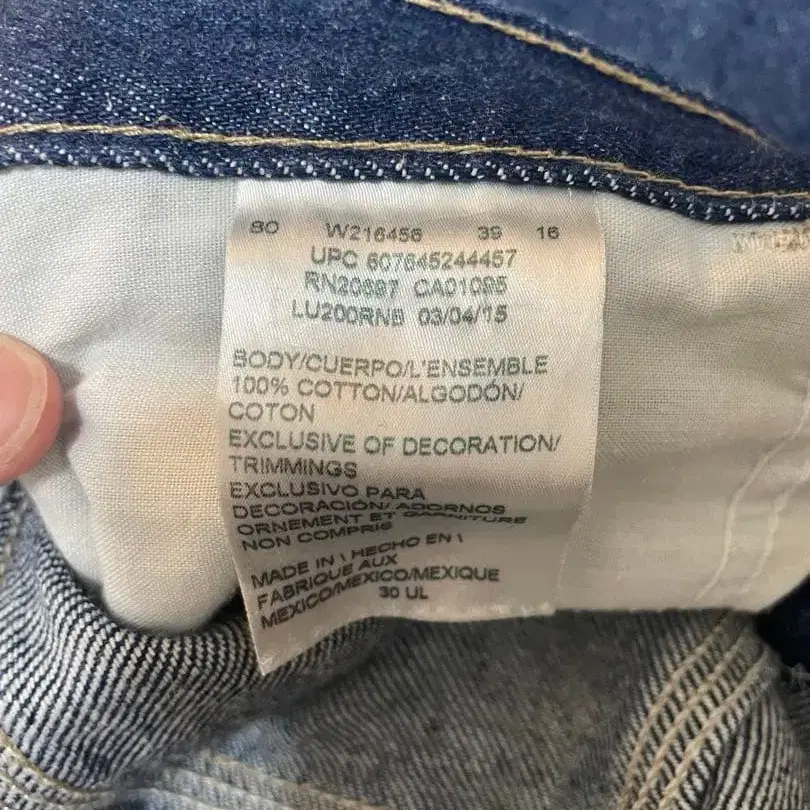 80 W216456 39 16
UPC 607645244457
RN20697 CA01095
LU200RNB 03/04/15
BODY/CUERPO/L'ENSEMBLE
100% COTTON/ALGODÓN/
COTON
EXCLUSIVE OF DECORATION/
TRIMMINGS
EXCLUSIVO PARA
DECORACIÓN/ ADORNOS
ORNEMENT ET GARNITURE
NON COMPRIS
MADE IN \ HECHO EN \
FABRIQUE AUX
MEXICO/MEXICO/MEXIQUE
30 UL